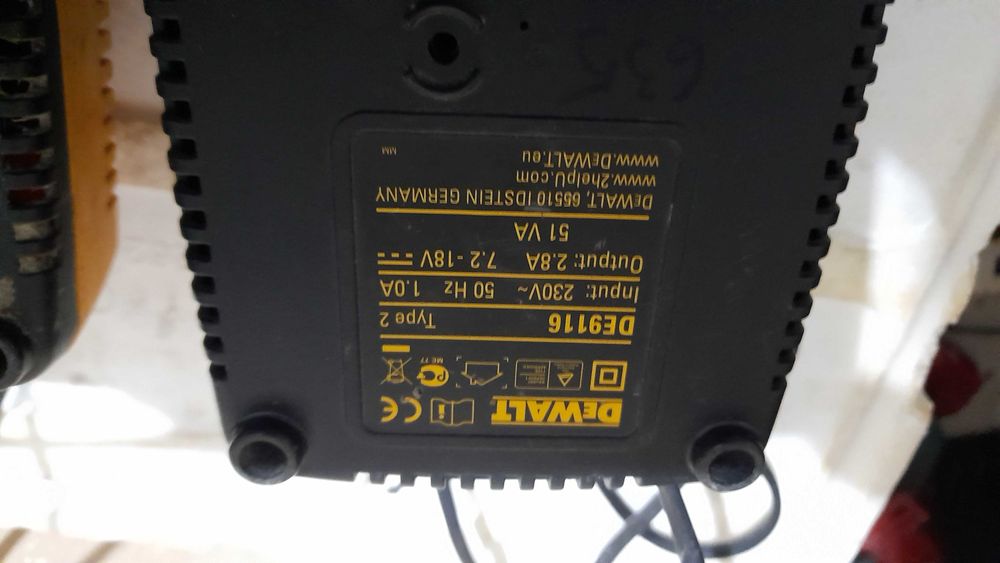 DEWALT
DE9116 Type 2
Input: 230V~ 50 Hz 1.0A
Output: 2.8A 7.2 - 18V
51 VA
DEWALT, 65510 IDSTEIN GERMANY
www.2helpU.com
www.DEWALT.eu
MM